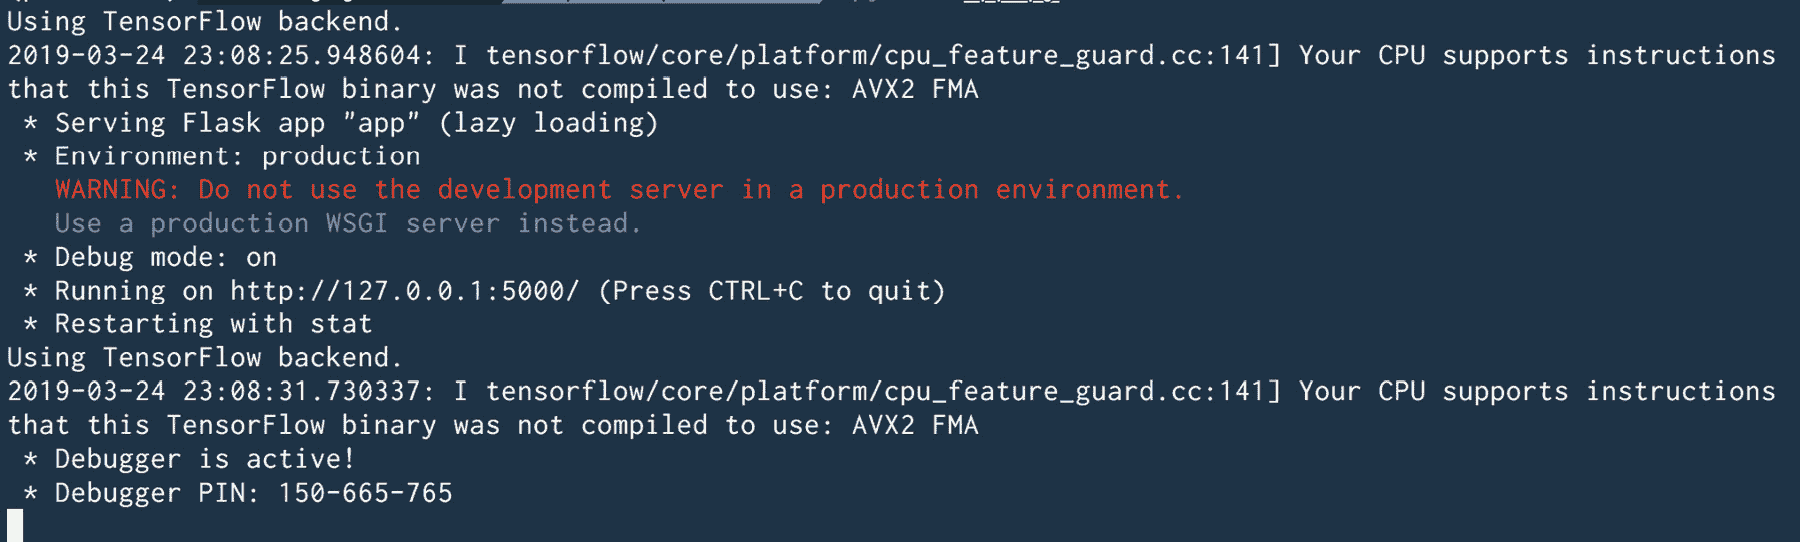 Using TensorFlow backend.
2019-03-24 23:08:25.948604: I tensorflow/core/platform/cpu_feature_guard.cc:141] Your CPU supports instructions
that this TensorFlow binary was not compiled to use: AVX2 FMA
 * Serving Flask app "app" (lazy loading)
 * Environment: production
   WARNING: Do not use the development server in a production environment.
   Use a production WSGI server instead.
 * Debug mode: on
 * Running on http://127.0.0.1:5000/ (Press CTRL+C to quit)
 * Restarting with stat
Using TensorFlow backend.
2019-03-24 23:08:31.730337: I tensorflow/core/platform/cpu_feature_guard.cc:141] Your CPU supports instructions
that this TensorFlow binary was not compiled to use: AVX2 FMA
 * Debugger is active!
 * Debugger PIN: 150-665-765